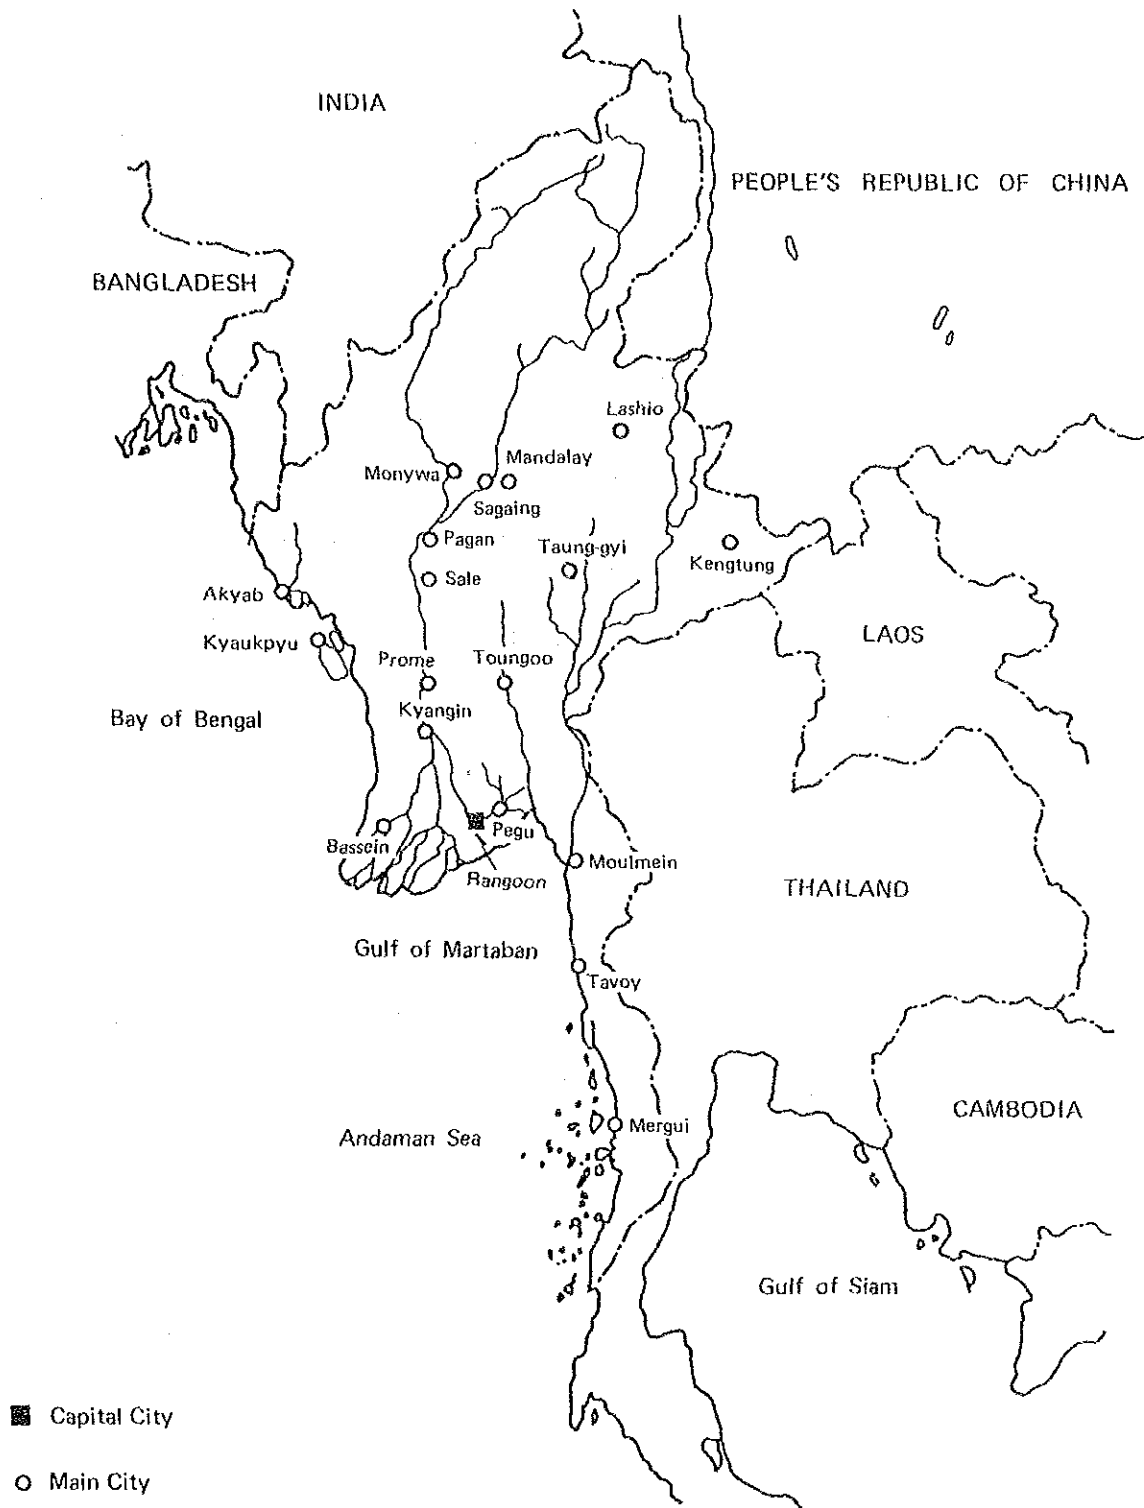 INDIA
PEOPLE'S REPUBLIC OF CHINA
BANGLADESH
Lashio
Monywa
Mandalay
Sagaing
Pagan
Taung-gyi
Kengtung
Sale
Akyab
Kyaukpyu
LAOS
Prome
Toungoo
Kyangin
Bay of Bengal
Pegu
Bassein
Rangoon
Moulmein
THAILAND
Gulf of Martaban
Tavoy
CAMBODIA
Mergui
Andaman Sea
Gulf of Siam
Capital City
Main City